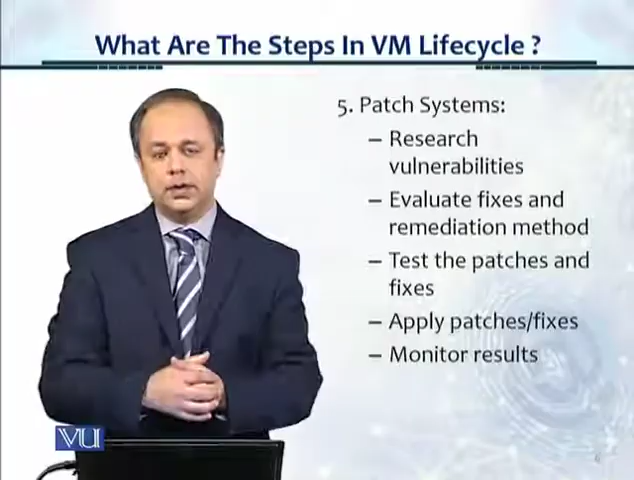 What Are The Steps In VM Lifecycle ?
5. Patch Systems:
– Research
vulnerabilities
– Evaluate fixes and
remediation method
– Test the patches and
fixes
– Apply patches/fixes
– Monitor results
VU